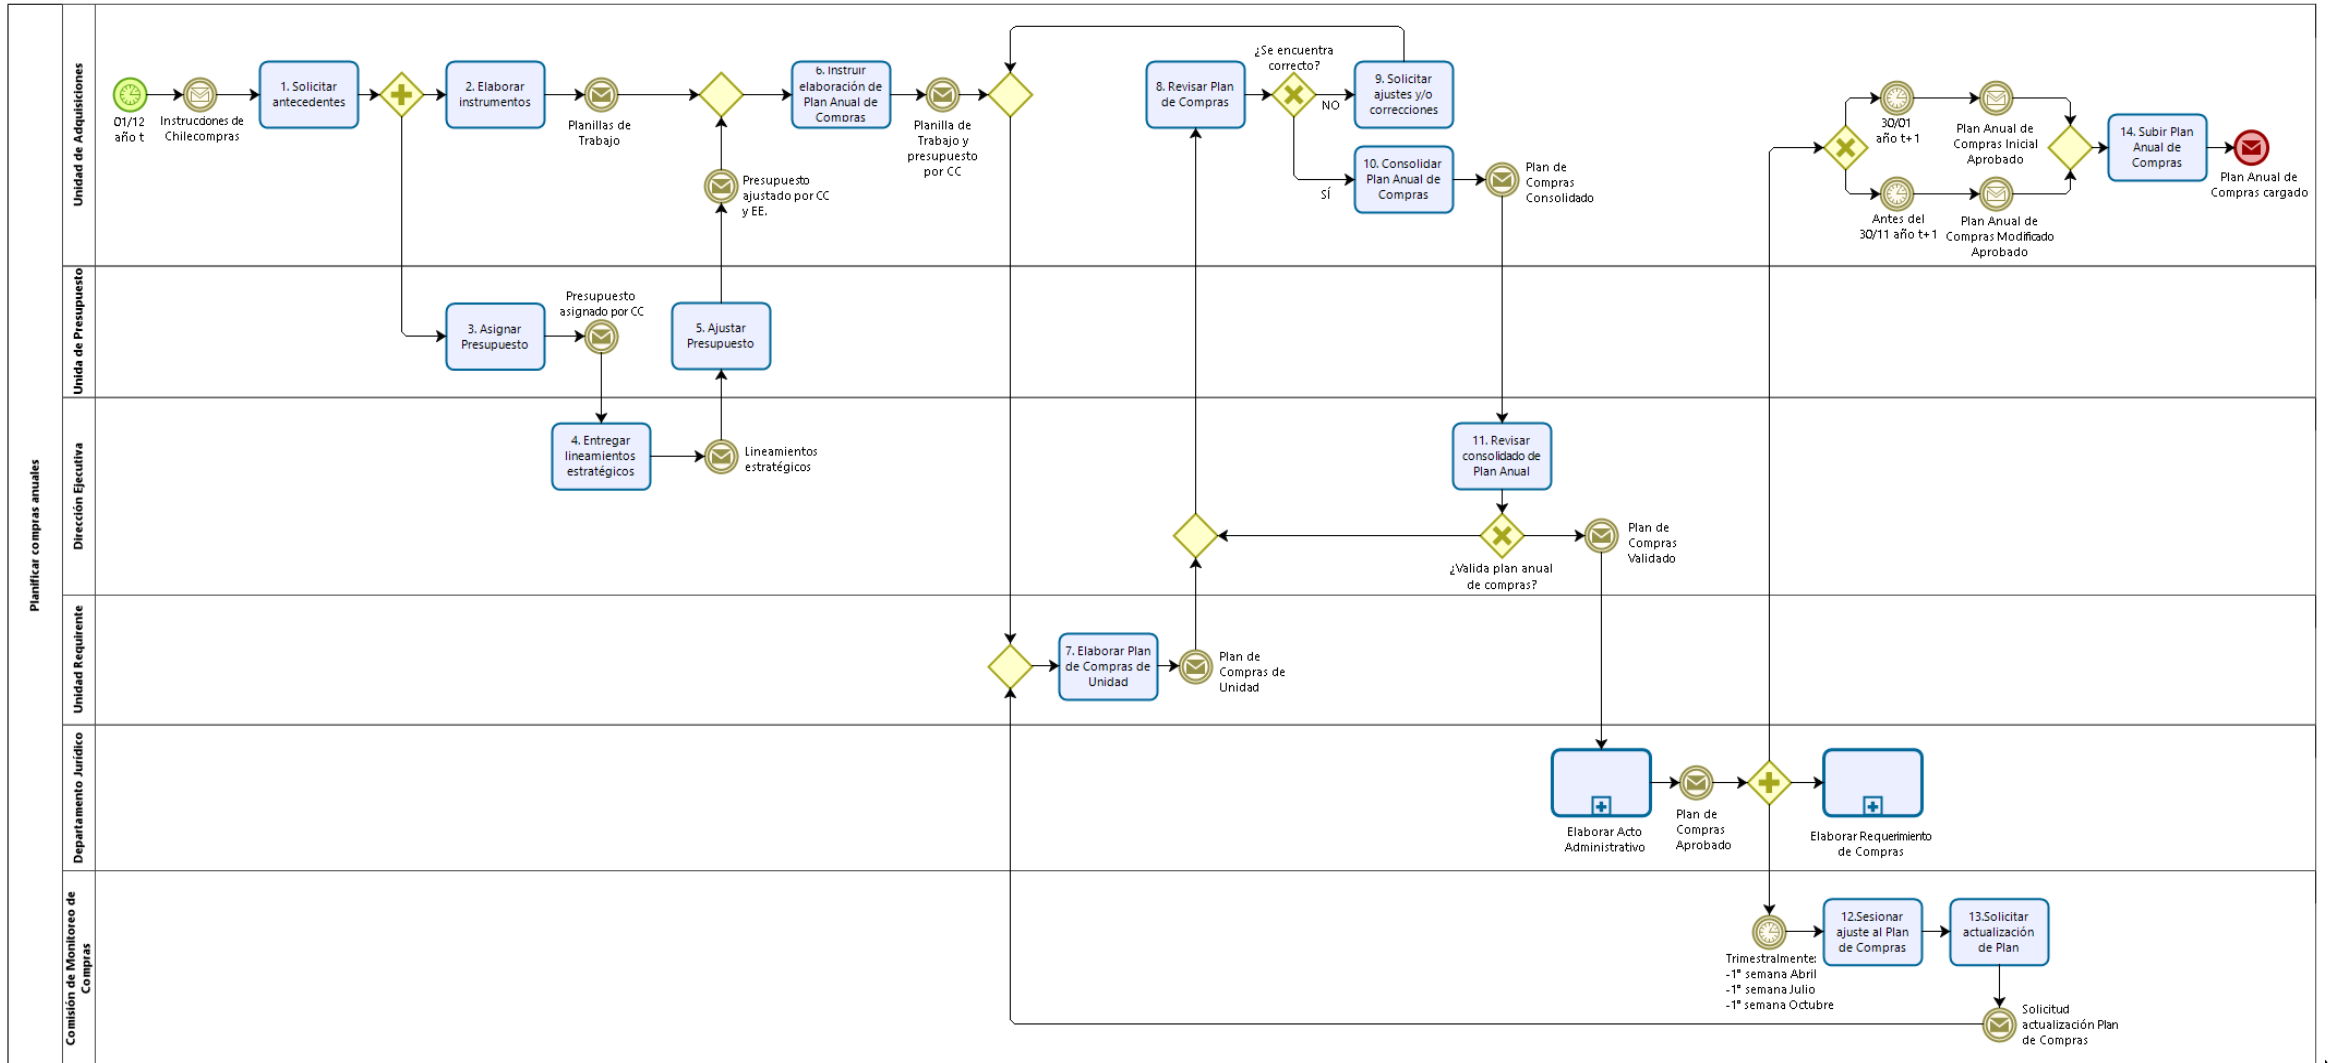 Planificar compras anuales
Unidad de Adquisiciones
01/12
año t
Instrucciones de
Chilecompras
1. Solicitar
antecedentes
2. Elaborar
instrumentos
Planillas de
Trabajo
Presupuesto
ajustado por CC
y EE.
6. Instruir
elaboración de
Plan Anual de
Compras
Planilla de
Trabajo y
presupuesto
por CC
8. Revisar Plan
de Compras
¿Se encuentra
correcto?
NO
SÍ
9. Solicitar
ajustes y/o
correcciones
10. Consolidar
Plan Anual de
Compras
Plan de
Compras
Consolidado
30/01
año t+1
Plan Anual de
Compras Inicial
Aprobado
Antes del
30/11 año t+1
Plan Anual de
Compras Modificado
Aprobado
14. Subir Plan
Anual de
Compras
Plan Anual de
Compras cargado
Unida de Presupuesto
3. Asignar
Presupuesto
Presupuesto
asignado por CC
5. Ajustar
Presupuesto
Dirección Ejecutiva
4. Entregar
lineamientos
estratégicos
Lineamientos
estratégicos
11. Revisar
consolidado de
Plan Anual
¿Valida plan anual
de compras?
Plan de
Compras
Validado
Unidad Requirente
7. Elaborar Plan
de Compras de
Unidad
Plan de
Compras de
Unidad
Departamento Jurídico
Elaborar Acto
Administrativo
Plan de
Compras
Aprobado
Elaborar Requerimiento
de Compras
Comisión de Monitoreo de
Compras
Trimestralmente:
-1° semana Abril
-1° semana Julio
-1° semana Octubre
12.Sesionar
ajuste al Plan
de Compras
13.Solicitar
actualización
de Plan
Solicitud
actualización Plan
de Compras